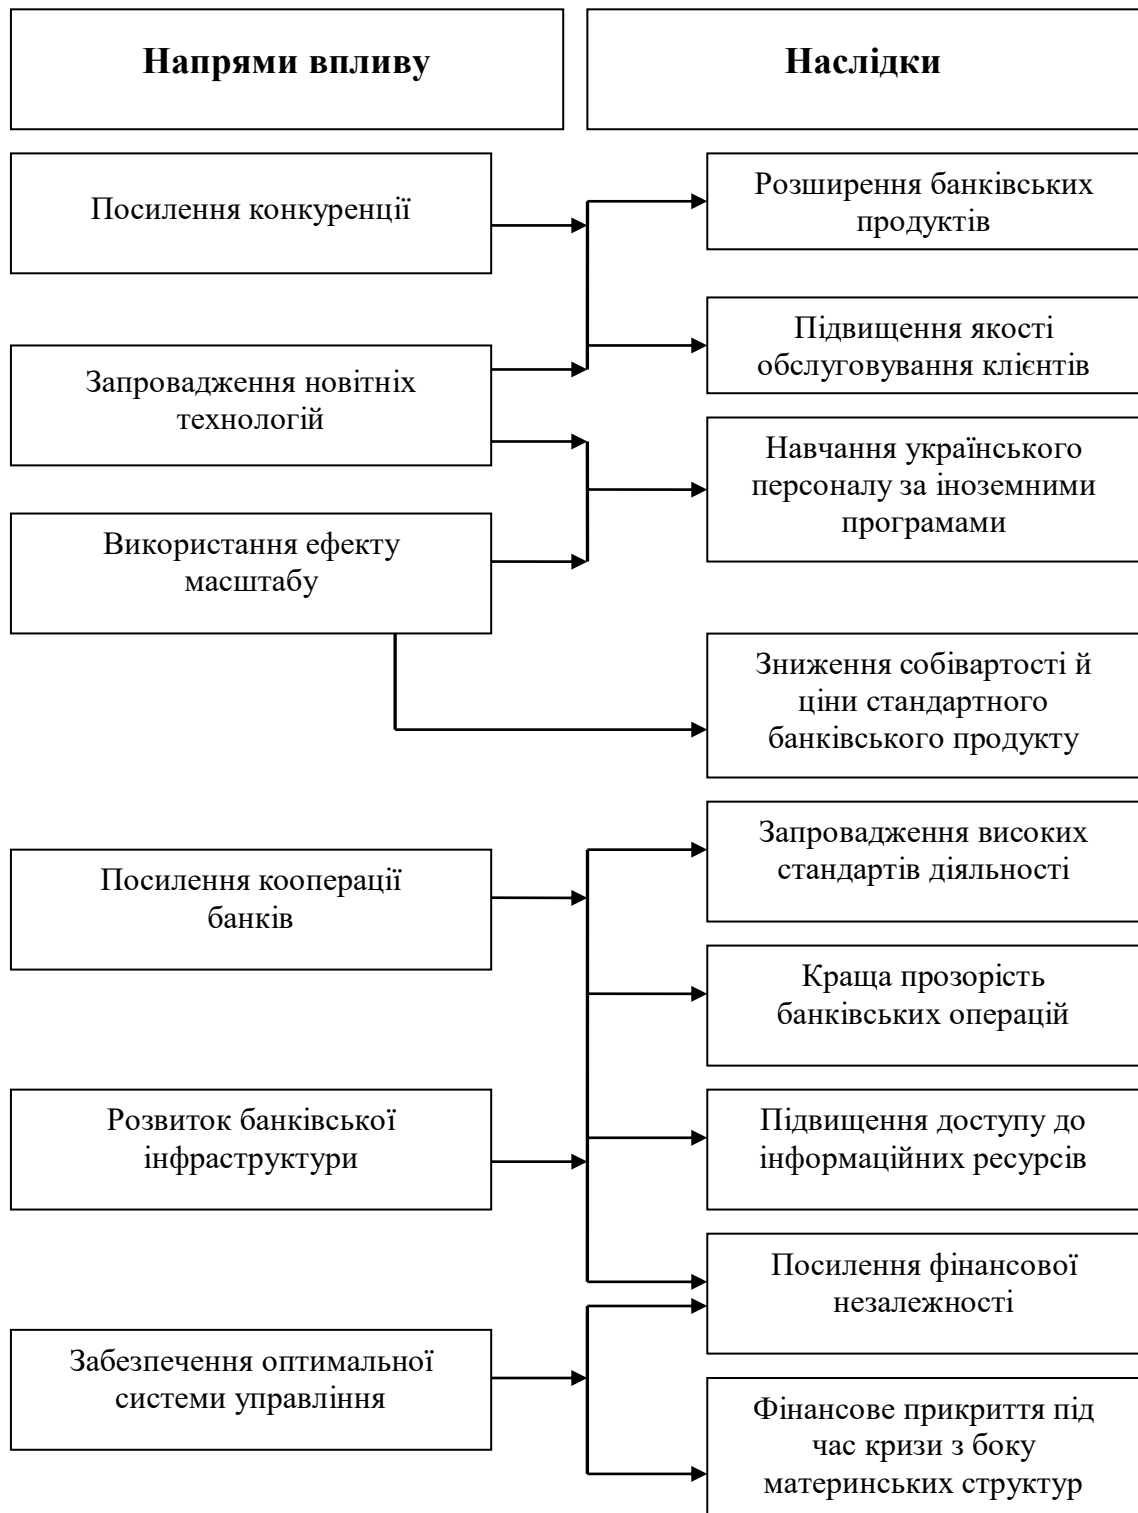 Напрями впливу
Наслідки
Посилення конкуренції
Розширення банківських
продуктів
Підвищення якості
обслуговування клієнтів
Запровадження новітніх
технологій
Навчання українського
персоналу за іноземними
програмами
Використання ефекту
масштабу
Зниження собівартості й
ціни стандартного
банківського продукту
Запровадження високих
стандартів діяльності
Посилення кооперації
банків
Краща прозорість
банківських операцій
Розвиток банківської
інфраструктури
Підвищення доступу до
інформаційних ресурсів
Посилення фінансової
незалежності
Забезпечення оптимальної
системи управління
Фінансове прикриття під
час кризи з боку
материнських структур